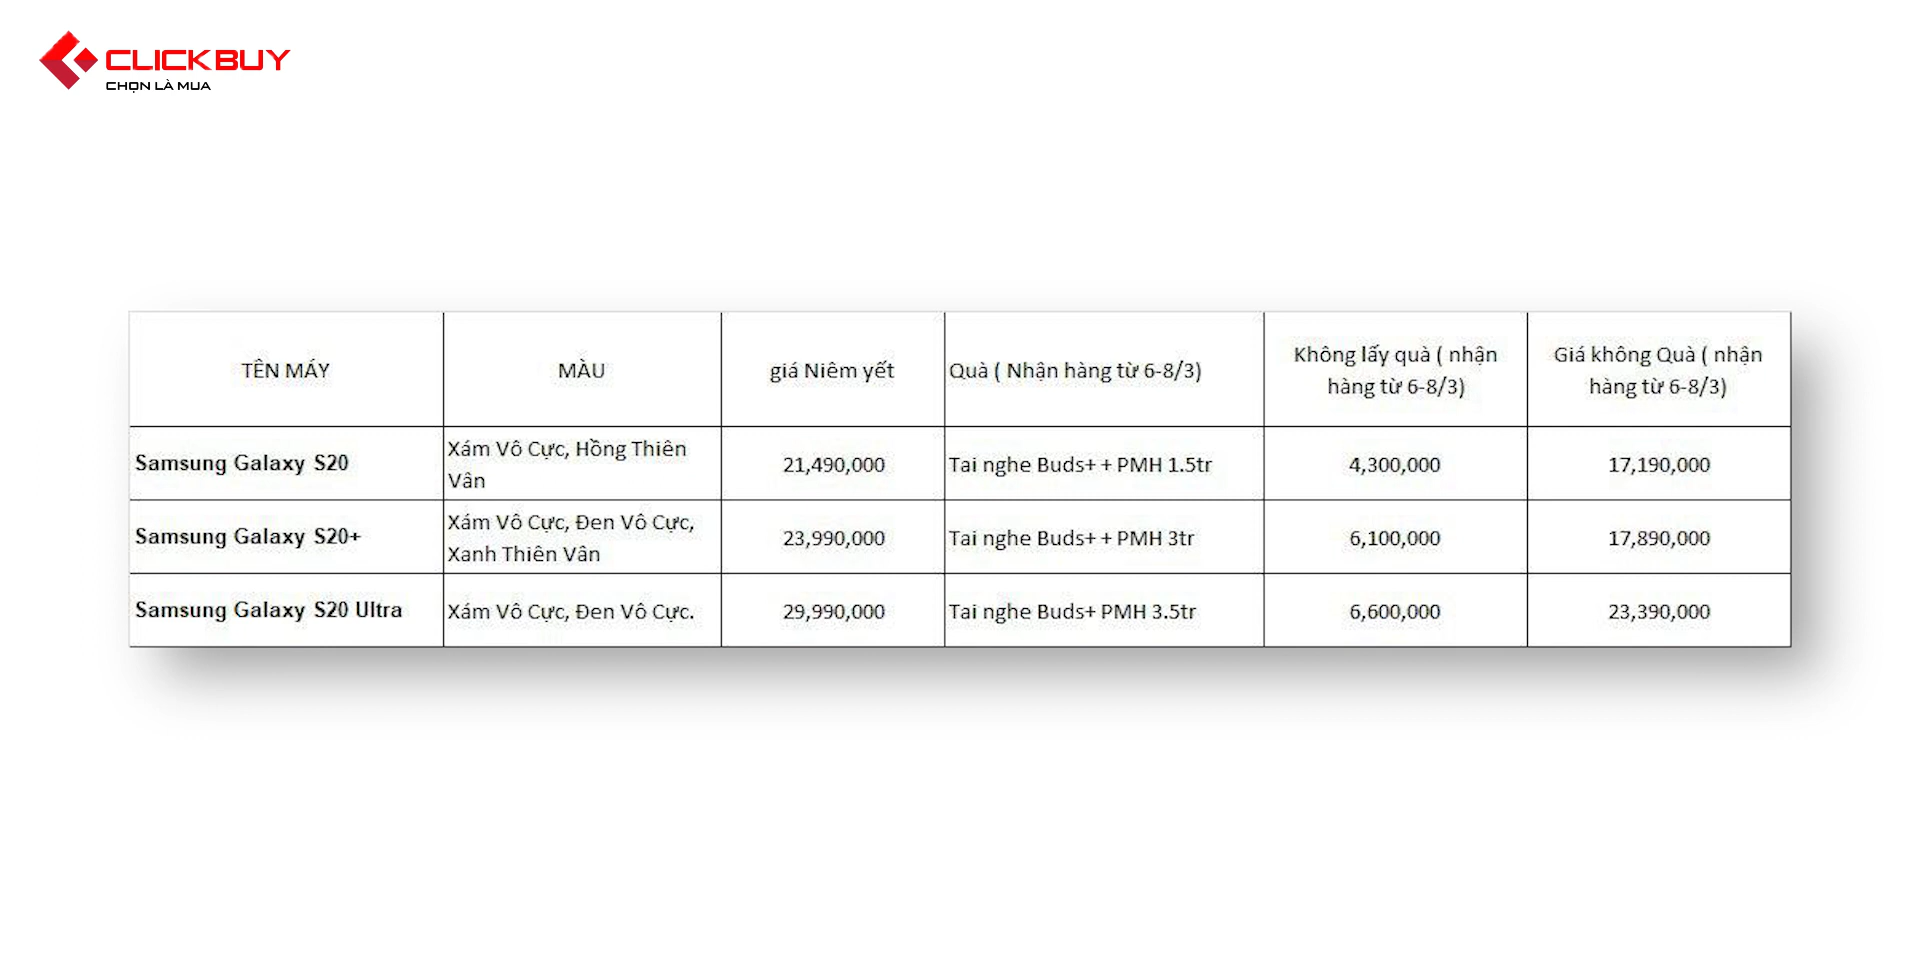 CLICKBUY
CHỌN LÀ MUA
TÊN MÁY
MÀU
giá Niêm yết
Quà ( Nhận hàng từ 6-8/3)
Không lấy quà ( nhận
hàng từ 6-8/3)
Giá không Quà ( nhận
hàng từ 6-8/3)
Samsung Galaxy S20
Xám Vô Cực, Hồng Thiên
Vân
21,490,000
Tai nghe Buds+ + PMH 1.5tr
4,300,000
17,190,000
Samsung Galaxy S20+
Xám Vô Cực, Đen Vô Cực,
Xanh Thiên Vân
23,990,000
Tai nghe Buds+ + PMH 3tr
6,100,000
17,890,000
Samsung Galaxy S20 Ultra
Xám Vô Cực, Đen Vô Cực.
29,990,000
Tai nghe Buds+ PMH 3.5tr
6,600,000
23,390,000